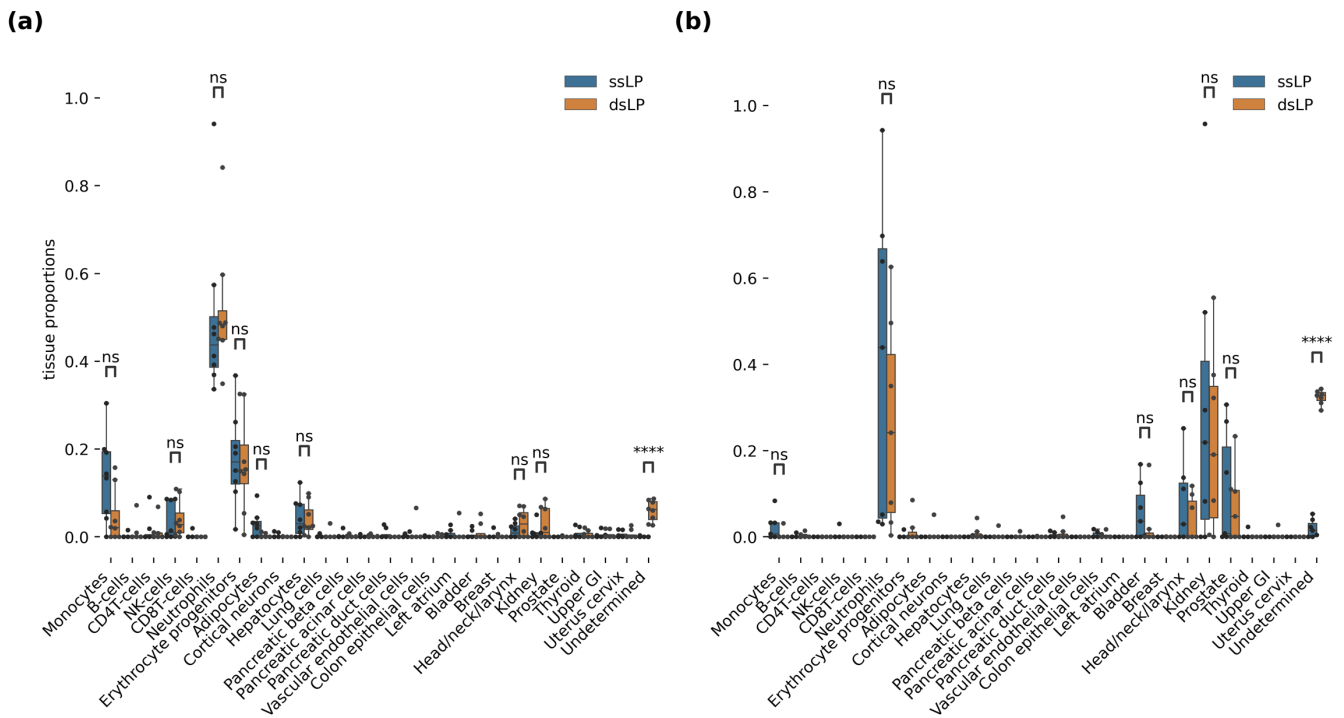 (a)
ns
ssLP
dsLP
1.0
0.8
0.6
0.4
0.2
0.0
tissue proportions
ns
ns
ns
ns
ns
ns
ns
****
Monocytes
B-cells
CD4T-cells
NK-cells
CD8T-cells
Neutrophils
Erythrocyte progenitors
Adipocytes
Cortical neurons
Hepatocytes
Lung cells
Pancreatic beta cells
Pancreatic acinar cells
Pancreatic duct cells
Vascular endothelial cells
Colon epithelial cells
Left atrium
Bladder
Breast
Head/neck/larynx
Kidney
Prostate
Thyroid
Upper GI
Uterus cervix
Undetermined
(b)
ns
ns
ssLP
dsLP
1.0
0.8
0.6
0.4
0.2
0.0
ns
ns
ns
ns
****
Monocytes
B-cells
CD4T-cells
NK-cells
CD8T-cells
Neutrophils
Erythrocyte progenitors
Adipocytes
Cortical neurons
Hepatocytes
Lung cells
Pancreatic beta cells
Pancreatic acinar cells
Pancreatic duct cells
Vascular endothelial cells
Colon epithelial cells
Left atrium
Bladder
Breast
Head/neck/larynx
Kidney
Prostate
Thyroid
Upper GI
Uterus cervix
Undetermined